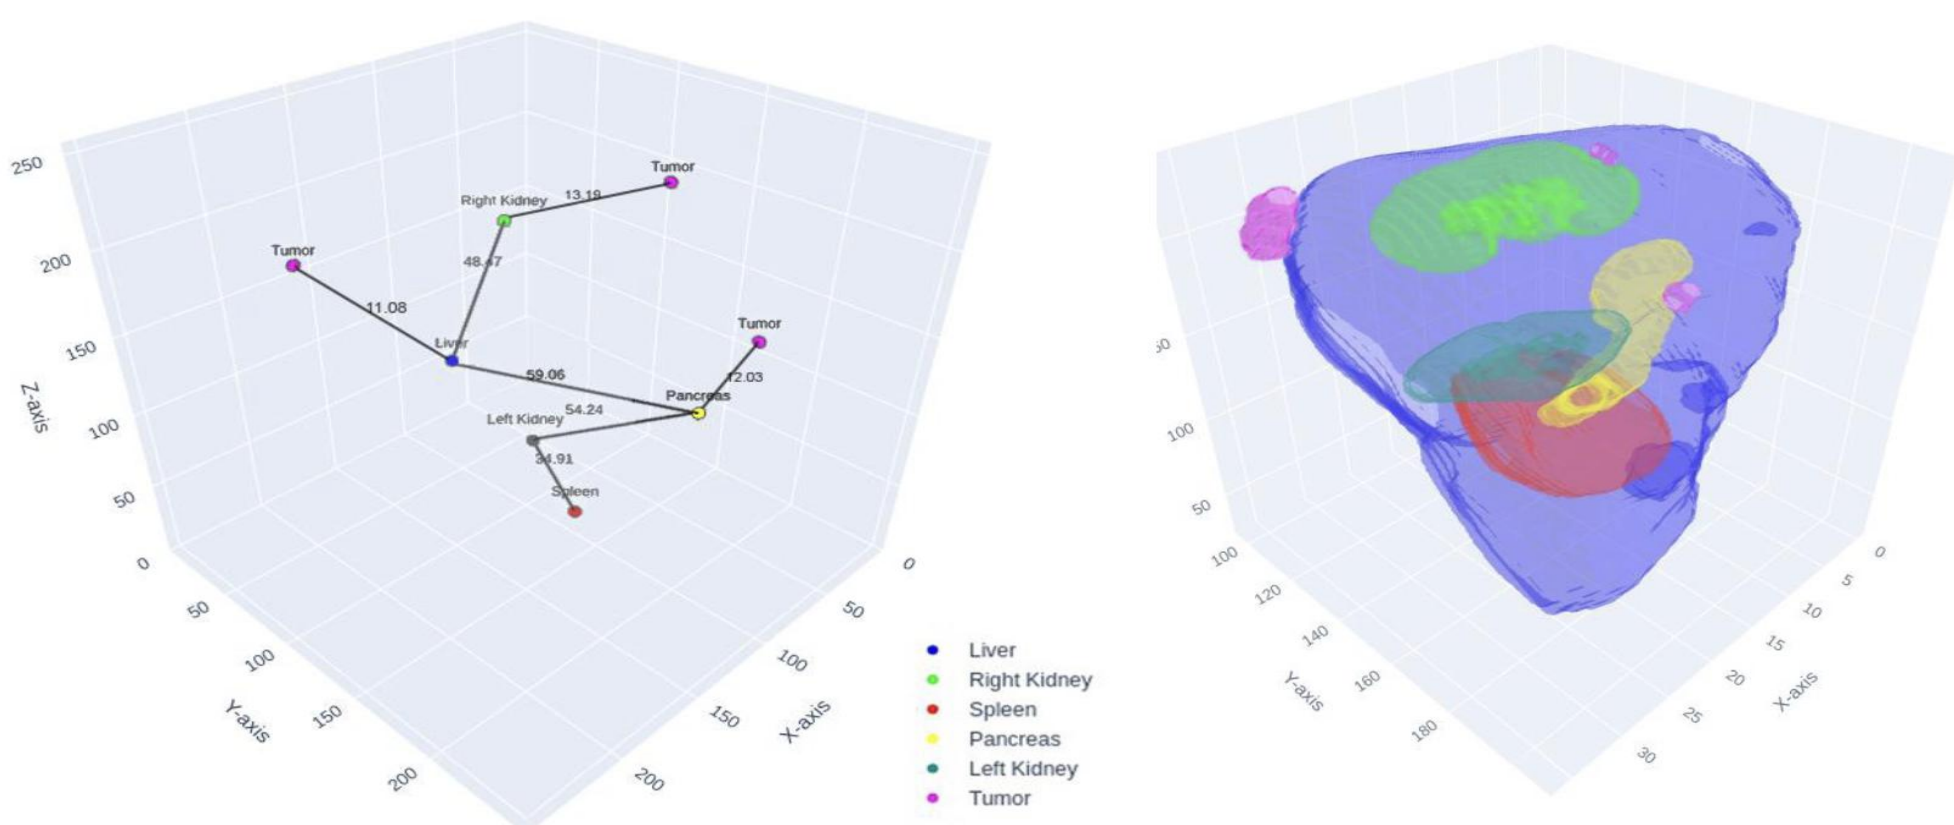 Tumor
Right Kidney
13.19
Tumor
48.47
11.08
Tumor
Liver
59.06
12.03
Pancreas
54.24
Left Kidney
34.91
Spleen
250
200
150
100
50
Z-axis
0
50
100
150
200
Y-axis
0
50
100
150
200
X-axis
Liver
Right Kidney
Spleen
Pancreas
Left Kidney
Tumor
100
50
100
120
140
160
180
Y-axis
0
5
10
15
20
25
30
X-axis